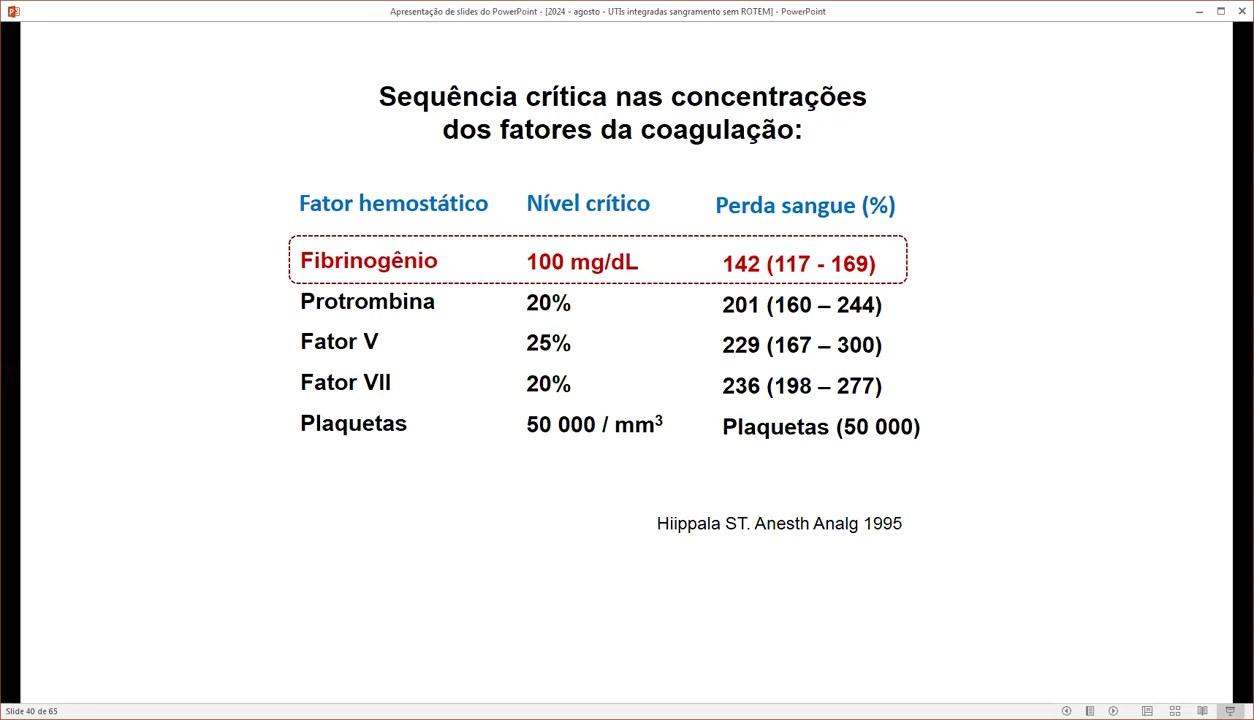 Apresentação de slides do PowerPoint - [2024 - agosto - UTIs integradas sangramento sem ROTEM] - PowerPoint
Sequência crítica nas concentrações
dos fatores da coagulação:
Fator hemostático Nível crítico Perda sangue (%)
Fibrinogênio 100 mg/dL 142 (117 - 169)
Protrombina 20% 201 (160 – 244)
Fator V 25% 229 (167 – 300)
Fator VII 20% 236 (198 – 277)
Plaquetas 50 000 / mm³ Plaquetas (50 000)
Hiippala ST. Anesth Analg 1995
Slide 40 de 65